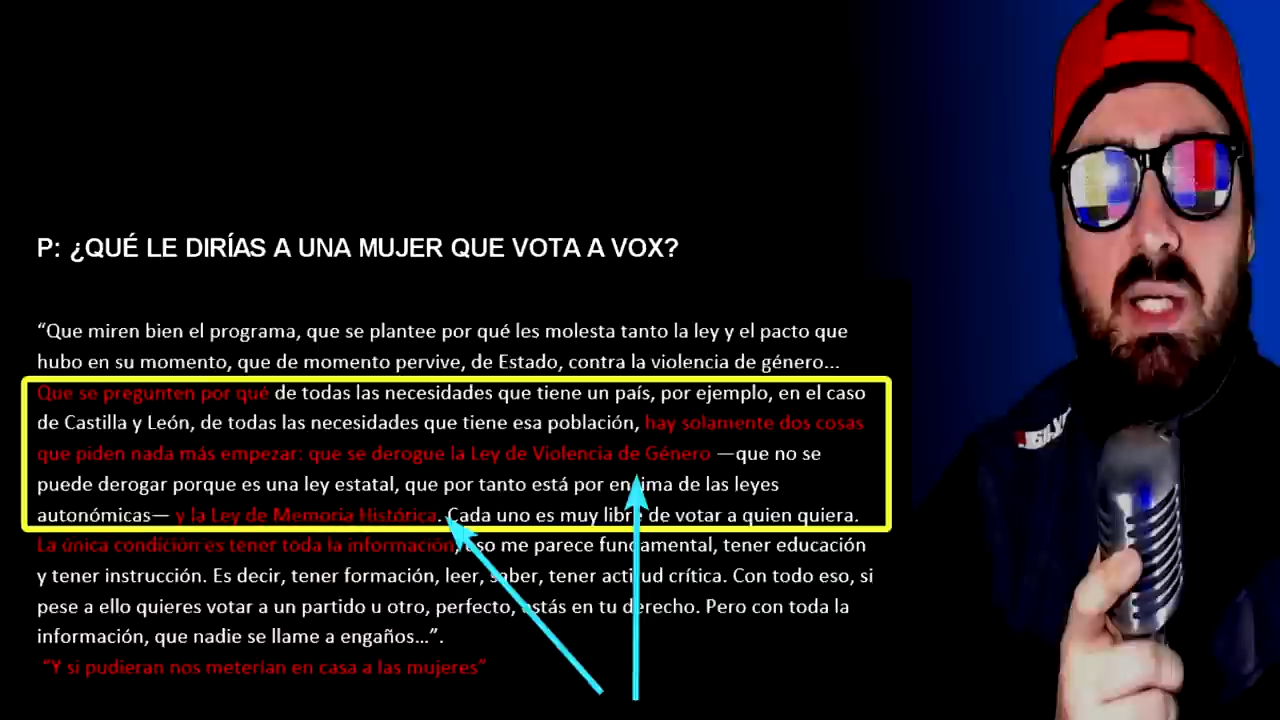 P: ¿QUÉ LE DIRÍAS A UNA MUJER QUE VOTA A VOX?
“Que miren bien el programa, que se plantee por qué les molesta tanto la ley y el pacto que
hubo en su momento, que de momento pervive, de Estado, contra la violencia de género...
Que se pregunten por qué de todas las necesidades que tiene un país, por ejemplo, en el caso
de Castilla y León, de todas las necesidades que tiene esa población, hay solamente dos cosas
que piden nada más empezar: que se derogue la Ley de Violencia de Género —que no se
puede derogar porque es una ley estatal, que por tanto está por encima de las leyes
autonómicas— y la Ley de Memoria Histórica. Cada uno es muy libre de votar a quien quiera.
La única condición es tener toda la información, eso me parece fundamental, tener educación
y tener instrucción. Es decir, tener formación, leer, saber, tener actitud crítica. Con todo eso, si
pese a ello quieres votar a un partido u otro, perfecto, estás en tu derecho. Pero con toda la
información, que nadie se llame a engaños...”.
“Y si pudieran nos meterían en casa a las mujeres”